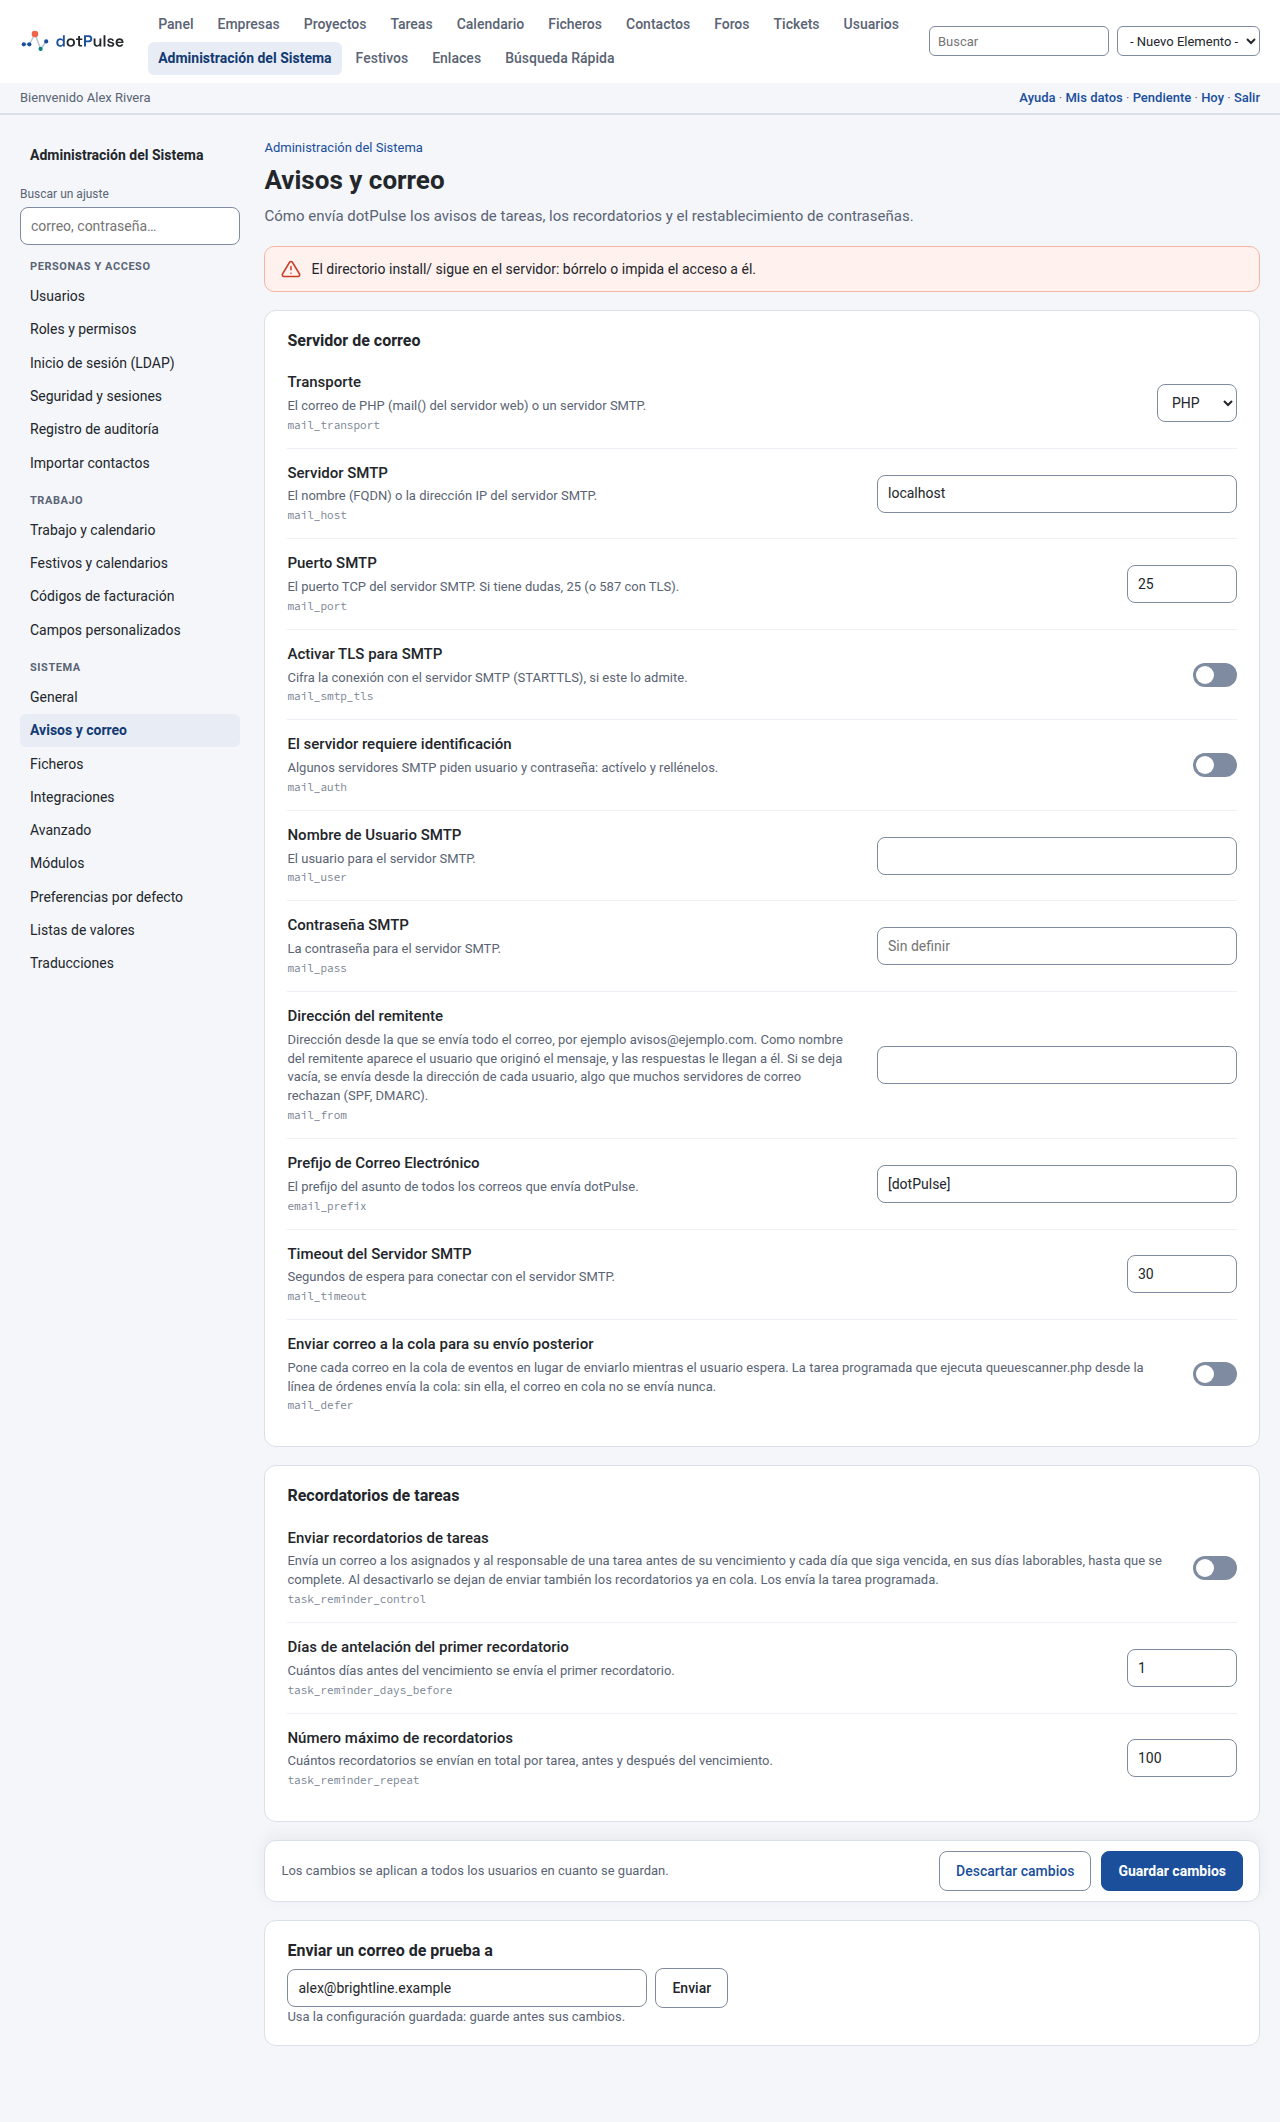 dotPulse
Panel Empresas Proyectos Tareas Calendario Ficheros Contactos Foros Tickets Usuarios
Administración del Sistema Festivos Enlaces Búsqueda Rápida
Buscar
- Nuevo Elemento -
Bienvenido Alex Rivera
Ayuda · Mis datos · Pendiente · Hoy · Salir
Administración del Sistema
Buscar un ajuste
correo, contraseña...
PERSONAS Y ACCESO
Usuarios
Roles y permisos
Inicio de sesión (LDAP)
Seguridad y sesiones
Registro de auditoría
Importar contactos
TRABAJO
Trabajo y calendario
Festivos y calendarios
Códigos de facturación
Campos personalizados
SISTEMA
General
Avisos y correo
Ficheros
Integraciones
Avanzado
Módulos
Preferencias por defecto
Listas de valores
Traducciones
Administración del Sistema
Avisos y correo
Cómo envía dotPulse los avisos de tareas, los recordatorios y el restablecimiento de contraseñas.
El directorio install/ sigue en el servidor: bórrelo o impida el acceso a él.
Servidor de correo
Transporte
El correo de PHP (mail() del servidor web) o un servidor SMTP.
mail_transport
PHP
Servidor SMTP
El nombre (FQDN) o la dirección IP del servidor SMTP.
mail_host
localhost
Puerto SMTP
El puerto TCP del servidor SMTP. Si tiene dudas, 25 (o 587 con TLS).
mail_port
25
Activar TLS para SMTP
Cifra la conexión con el servidor SMTP (STARTTLS), si este lo admite.
mail_smtp_tls
El servidor requiere identificación
Algunos servidores SMTP piden usuario y contraseña: actívelo y rellénelos.
mail_auth
Nombre de Usuario SMTP
El usuario para el servidor SMTP.
mail_user
Contraseña SMTP
La contraseña para el servidor SMTP.
mail_pass
Sin definir
Dirección del remitente
Dirección desde la que se envía todo el correo, por ejemplo avisos@ejemplo.com. Como nombre
del remitente aparece el usuario que originó el mensaje, y las respuestas le llegan a él. Si se deja
vacía, se envía desde la dirección de cada usuario, algo que muchos servidores de correo
rechazan (SPF, DMARC).
mail_from
Prefijo de Correo Electrónico
El prefijo del asunto de todos los correos que envía dotPulse.
email_prefix
[dotPulse]
Timeout del Servidor SMTP
Segundos de espera para conectar con el servidor SMTP.
mail_timeout
30
Enviar correo a la cola para su envío posterior
Pone cada correo en la cola de eventos en lugar de enviarlo mientras el usuario espera. La tarea programada que ejecuta queuescanner.php desde la
línea de órdenes envía la cola: sin ella, el correo en cola no se envía nunca.
mail_defer
Recordatorios de tareas
Enviar recordatorios de tareas
Envía un correo a los asignados y al responsable de una tarea antes de su vencimiento y cada día que siga vencida, en sus días laborables, hasta que se
complete. Al desactivarlo se dejan de enviar también los recordatorios ya en cola. Los envía la tarea programada.
task_reminder_control
Días de antelación del primer recordatorio
Cuántos días antes del vencimiento se envía el primer recordatorio.
task_reminder_days_before
1
Número máximo de recordatorios
Cuántos recordatorios se envían en total por tarea, antes y después del vencimiento.
task_reminder_repeat
100
Los cambios se aplican a todos los usuarios en cuanto se guardan.
Descartar cambios
Guardar cambios
Enviar un correo de prueba a
alex@brightline.example
Enviar
Usa la configuración guardada: guarde antes sus cambios.